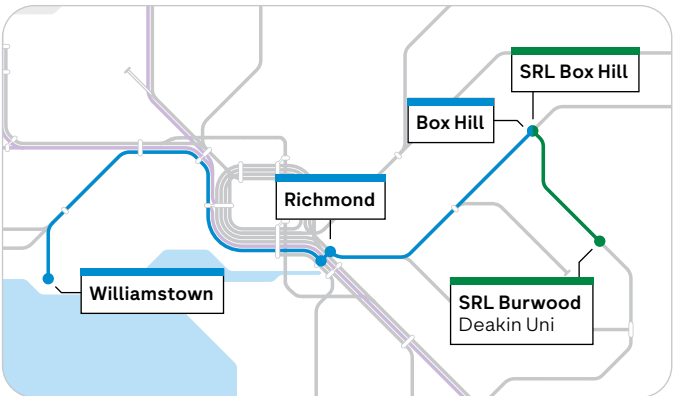 SRL Box Hill
Box Hill
Richmond
Williamstown
SRL Burwood
Deakin Uni